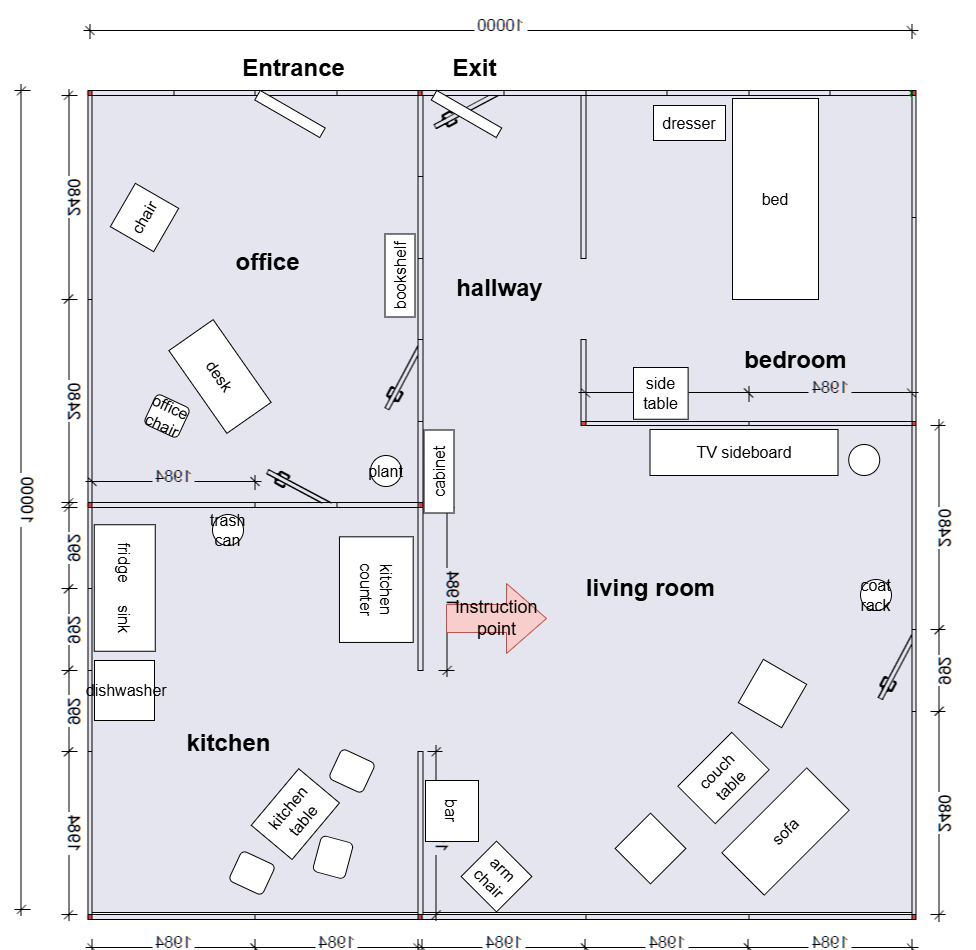 10000
Entrance
Exit
dresser
2480
chair
bed
office
bookshelf
hallway
10000
bedroom
desk
side
table
1984
2480
office
chair
TV sideboard
plant
cabinet
1984
2480
trash
can
992
fridge
sink
kitchen
counter
1984
living room
coat
rack
Instruction
point
992
992
dishwasher
992
kitchen
couch
table
kitchen
table
bar
sofa
2480
1984
arm
chair
1984
1984
1984
1984
1984